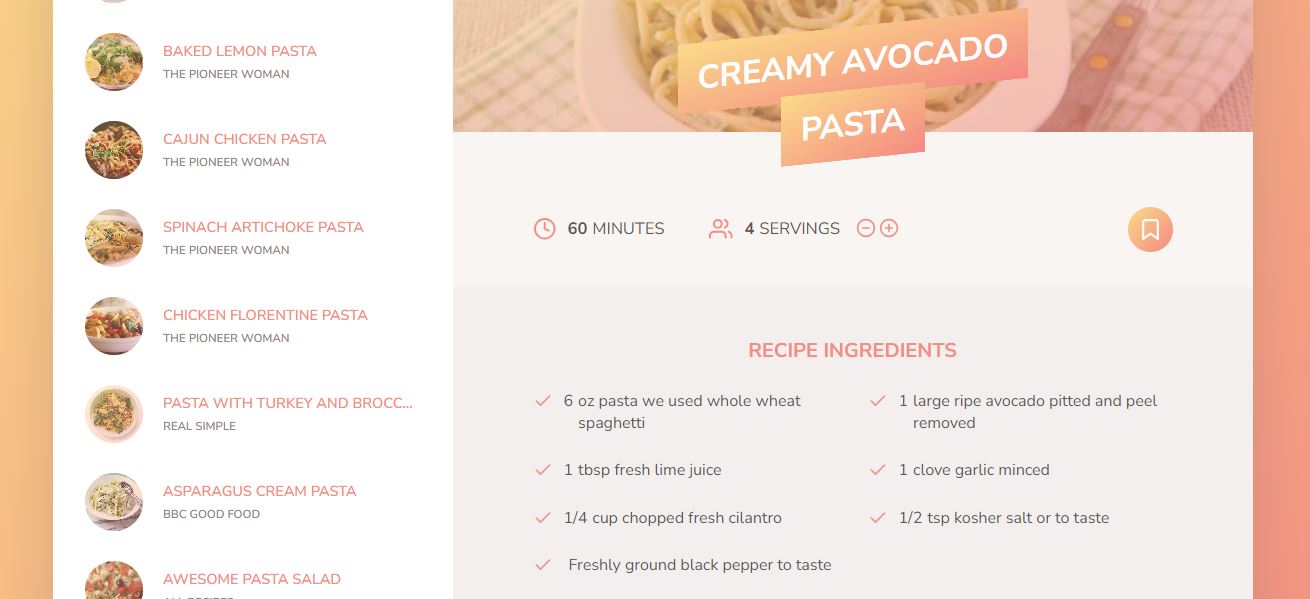 BAKED LEMON PASTA
THE PIONEER WOMAN
CAJUN CHICKEN PASTA
THE PIONEER WOMAN
SPINACH ARTICHOKE PASTA
THE PIONEER WOMAN
CHICKEN FLORENTINE PASTA
THE PIONEER WOMAN
PASTA WITH TURKEY AND BROCC...
REAL SIMPLE
ASPARAGUS CREAM PASTA
BBC GOOD FOOD
AWESOME PASTA SALAD
CREAMY AVOCADO
PASTA
60 MINUTES
4 SERVINGS
RECIPE INGREDIENTS
6 oz pasta we used whole wheat
spaghetti
1 large ripe avocado pitted and peel
removed
1 tbsp fresh lime juice
1 clove garlic minced
1/4 cup chopped fresh cilantro
1/2 tsp kosher salt or to taste
Freshly ground black pepper to taste